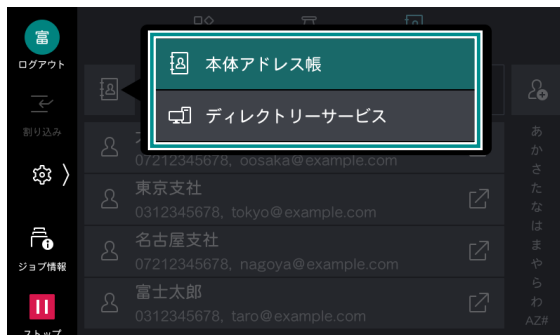 富
ログアウト
割り込み
ジョブ情報
ストップ
本体アドレス帳
ディレクトリーサービス
07212345678, oosaka@example.com
東京支社
0312345678, tokyo@example.com
名古屋支社
07212345678, nagoya@example.com
富士太郎
0312345678, taro@example.com
あ
か
さ
た
な
は
ま
や
ら
わ
AZ#